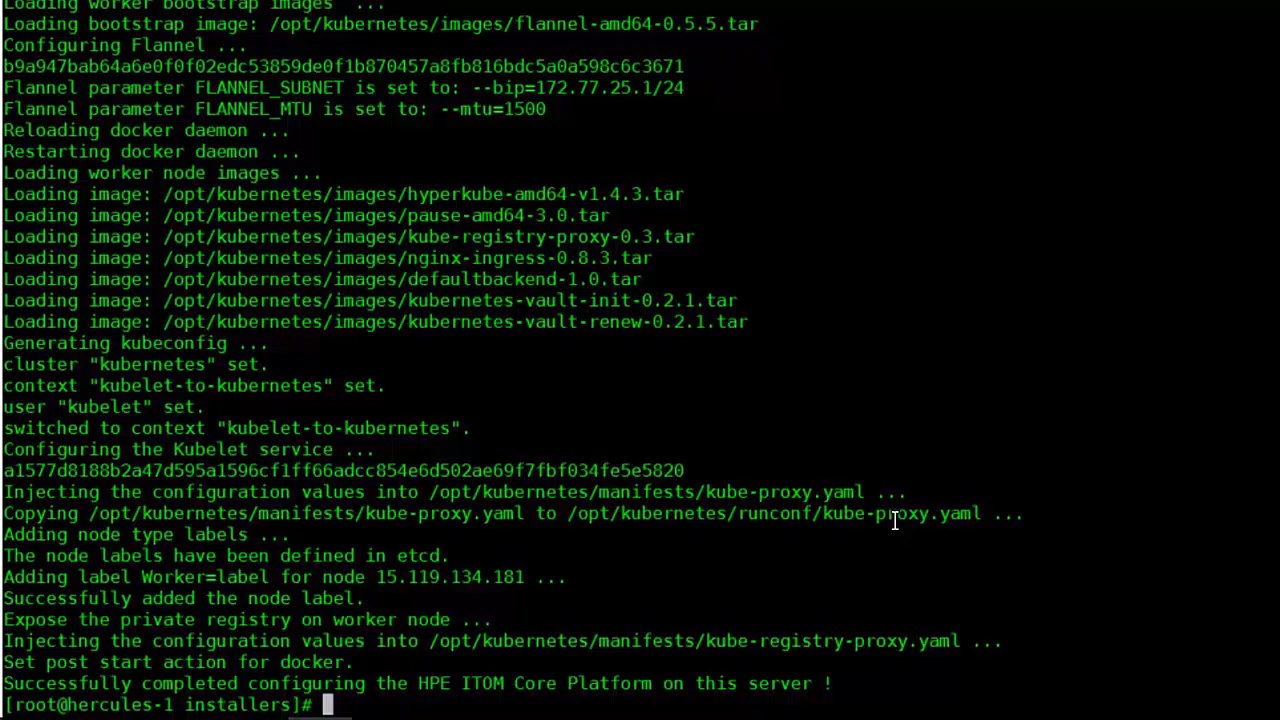 Loading worker bootstrap images ...
Loading bootstrap image: /opt/kubernetes/images/flannel-amd64-0.5.5.tar
Configuring Flannel ...
b9a947bab64a6e0f0f02edc53859de0f1b870457a8fb816bdc5a0a598c6c3671
Flannel parameter FLANNEL_SUBNET is set to: --bip=172.77.25.1/24
Flannel parameter FLANNEL_MTU is set to: --mtu=1500
Reloading docker daemon ...
Restarting docker daemon ...
Loading worker node images ...
Loading image: /opt/kubernetes/images/hyperkube-amd64-v1.4.3.tar
Loading image: /opt/kubernetes/images/pause-amd64-3.0.tar
Loading image: /opt/kubernetes/images/kube-registry-proxy-0.3.tar
Loading image: /opt/kubernetes/images/nginx-ingress-0.8.3.tar
Loading image: /opt/kubernetes/images/defaultbackend-1.0.tar
Loading image: /opt/kubernetes/images/kubernetes-vault-init-0.2.1.tar
Loading image: /opt/kubernetes/images/kubernetes-vault-renew-0.2.1.tar
Generating kubeconfig ...
cluster "kubernetes" set.
context "kubelet-to-kubernetes" set.
user "kubelet" set.
switched to context "kubelet-to-kubernetes".
Configuring the Kubelet service ...
a1577d8188b2a47d595a1596cf1ff66adcc854e6d502ae69f7fbf034fe5e5820
Injecting the configuration values into /opt/kubernetes/manifests/kube-proxy.yaml ...
Copying /opt/kubernetes/manifests/kube-proxy.yaml to /opt/kubernetes/runconf/kube-proxy.yaml ...
Adding node type labels ...
The node labels have been defined in etcd.
Adding label Worker=label for node 15.119.134.181 ...
Successfully added the node label.
Expose the private registry on worker node ...
Injecting the configuration values into /opt/kubernetes/manifests/kube-registry-proxy.yaml ...
Set post start action for docker.
Successfully completed configuring the HPE ITOM Core Platform on this server !
[root@hercules-1 installers]#